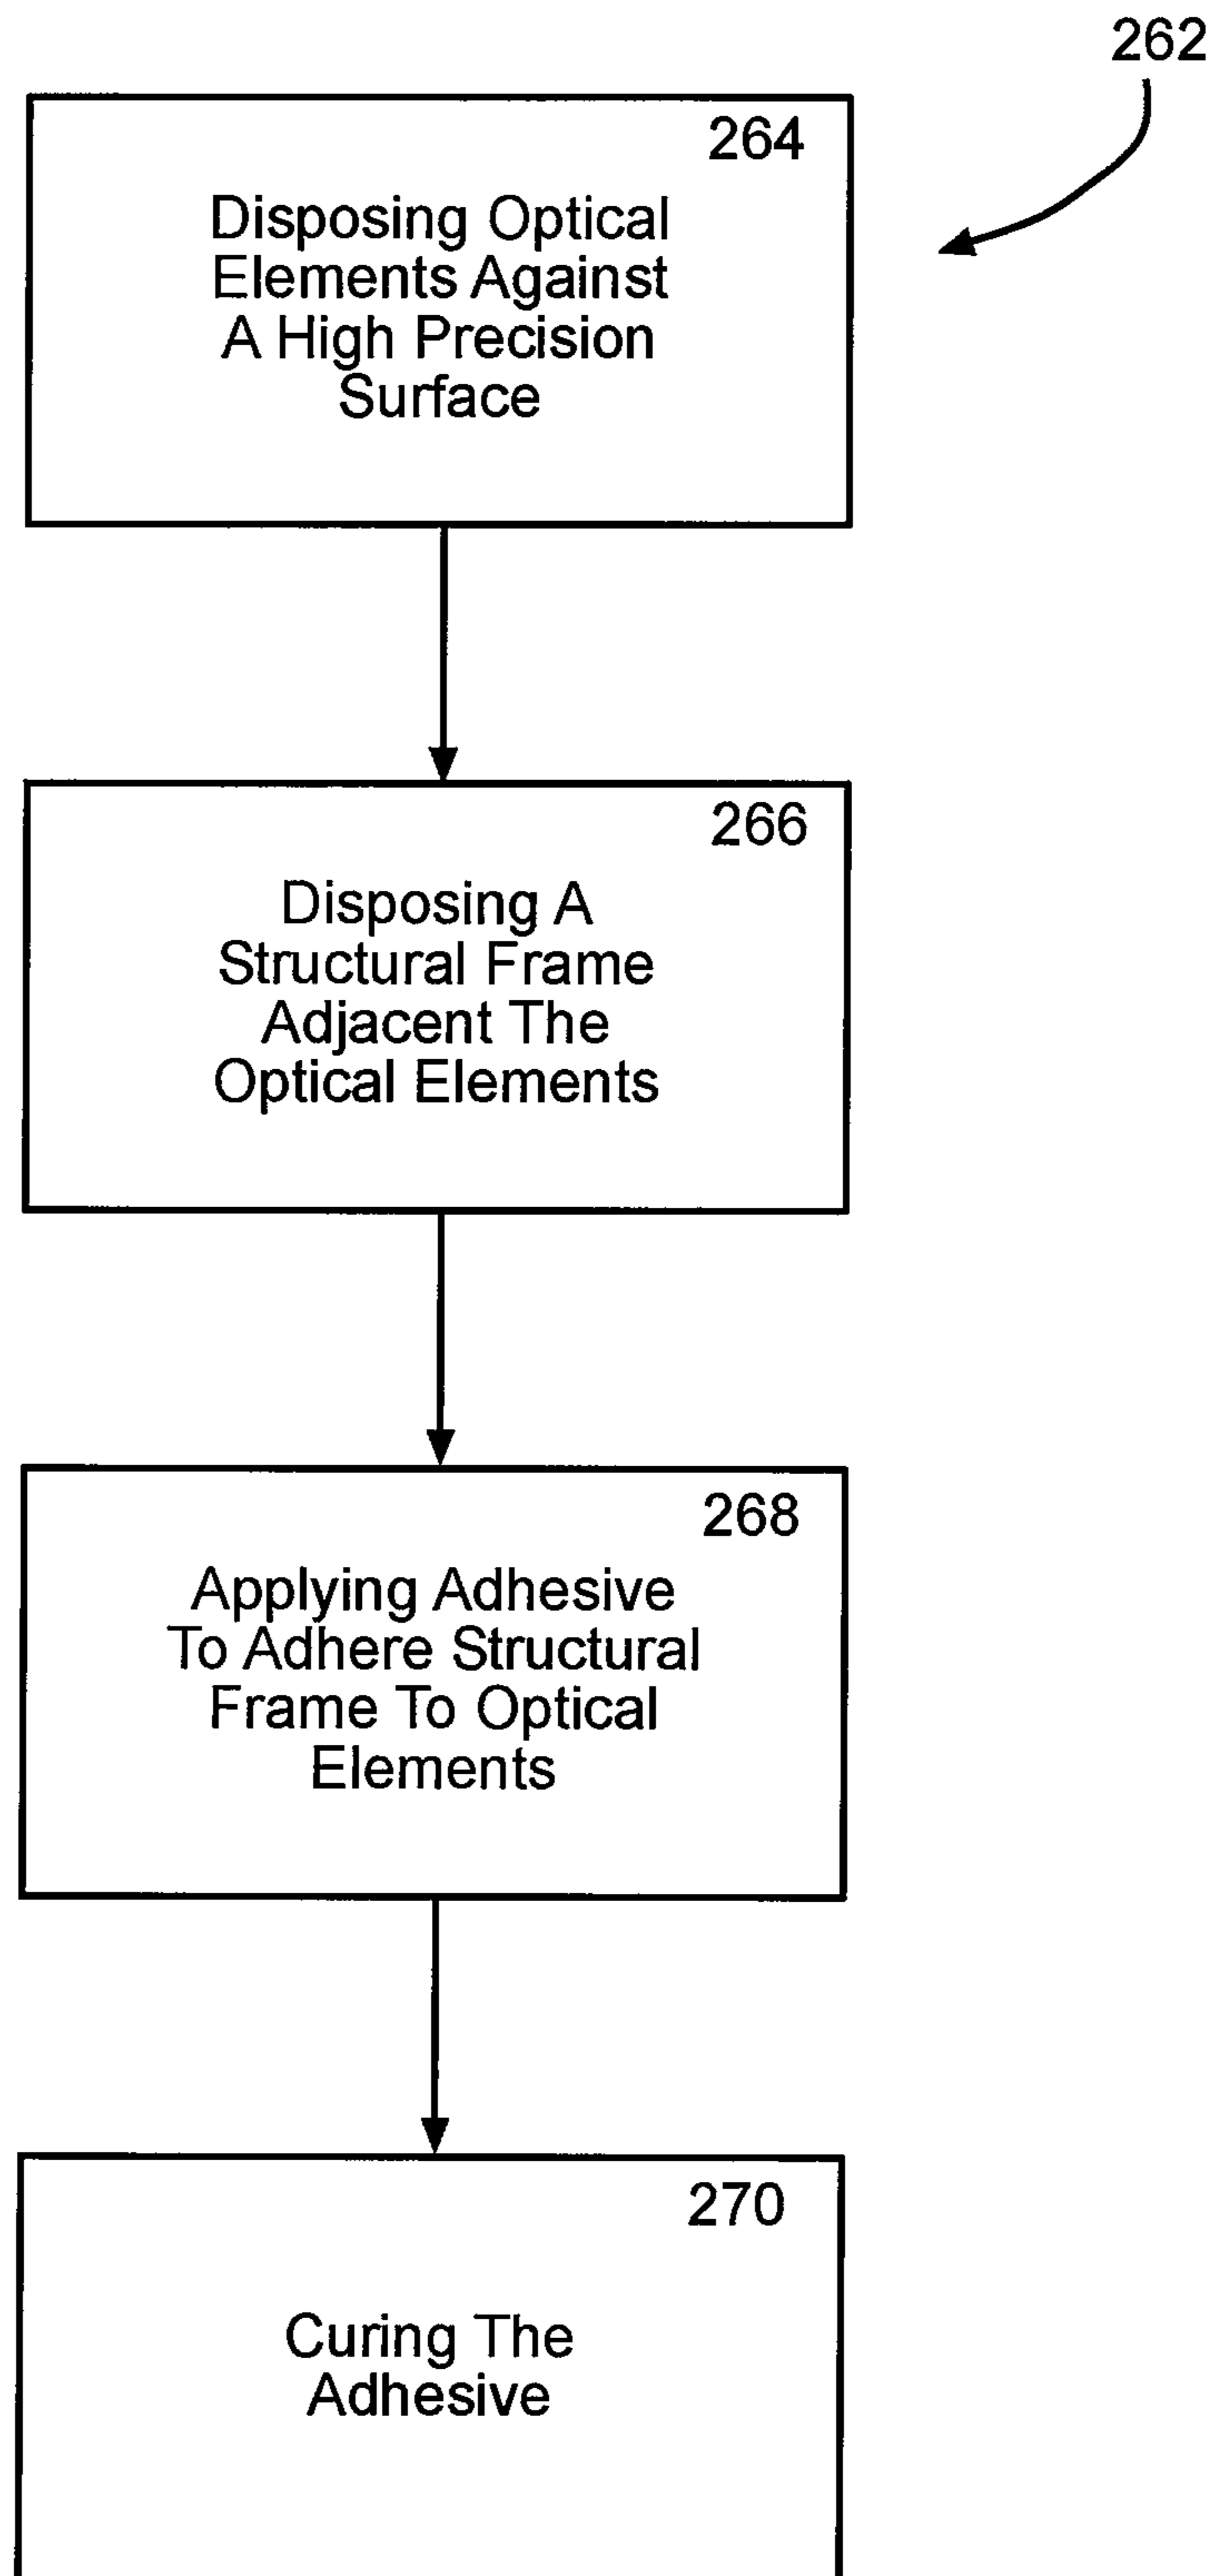 262
264
Disposing Optical
Elements Against
A High Precision
Surface
266
Disposing A
Structural Frame
Adjacent The
Optical Elements
268
Applying Adhesive
To Adhere Structural
Frame To Optical
Elements
270
Curing The
Adhesive